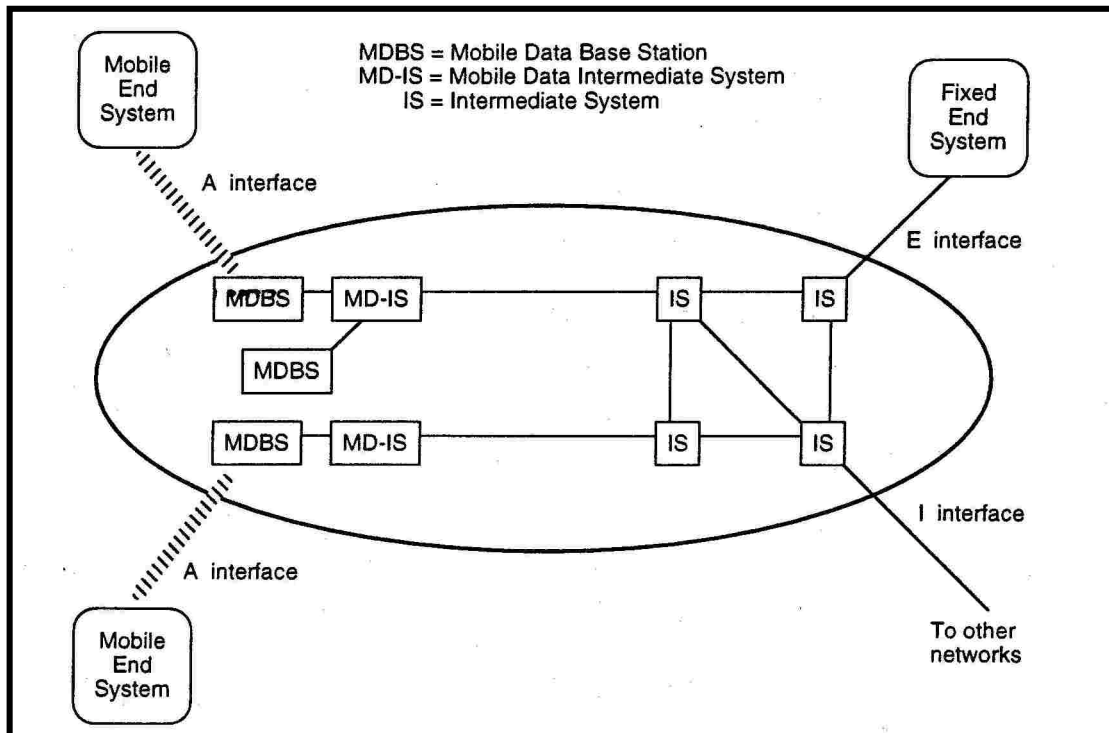 Mobile
End
System
MDBS = Mobile Data Base Station
MD-IS = Mobile Data Intermediate System
IS = Intermediate System
Fixed
End
System
A interface
E interface
MDBS
MD-IS
IS
IS
MDBS
MDBS
MD-IS
IS
IS
I interface
A interface
Mobile
End
System
To other
networks